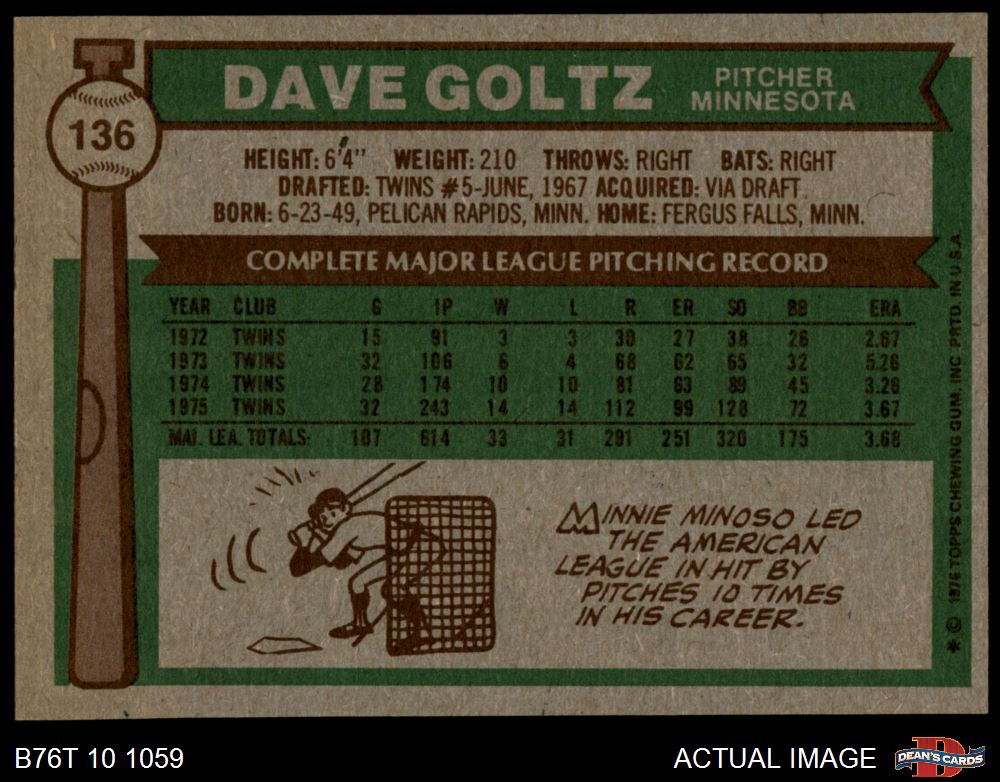 136
DAVE GOLTZ
PITCHER
MINNESOTA
HEIGHT: 6'4" WEIGHT: 210 THROWS: RIGHT BATS: RIGHT
DRAFTED: TWINS #5-JUNE, 1967 ACQUIRED: VIA DRAFT
BORN: 6-23-49, PELICAN RAPIDS, MINN. HOME: FERGUS FALLS, MINN.
COMPLETE MAJOR LEAGUE PITCHING RECORD
YEAR CLUB G IP W L R ER SO BB ERA
1972 TWINS 15 91 3 3 30 27 38 26 2.67
1973 TWINS 32 106 6 4 68 62 65 32 5.26
1974 TWINS 28 174 10 10 81 63 89 45 3.26
1975 TWINS 32 243 14 14 112 99 128 72 3.67
MAJ. LEA. TOTALS: 107 614 33 31 291 251 320 175 3.68
MINNIE MINOSO LED
THE AMERICAN
LEAGUE IN HIT BY
PITCHES 10 TIMES
IN HIS CAREER.
* © 1976 TOPPS CHEWING GUM, INC. PRTD. IN U.S.A.
B76T 10 1059
ACTUAL IMAGE
D
DEAN'S CARDS